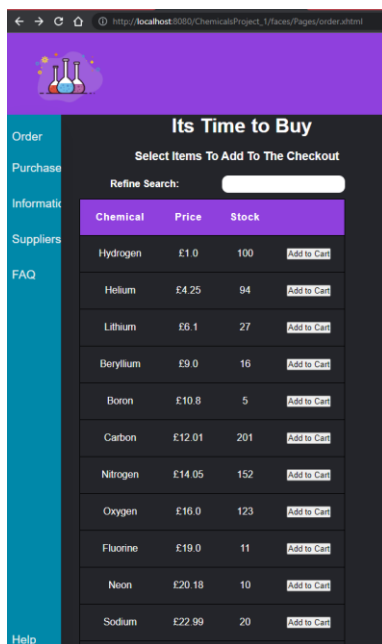 http://localhost:8080/ChemicalsProject_1/faces/Pages/order.xhtml
Its Time to Buy
Select Items To Add To The Checkout
Refine Search:
Order
Purchase
Informatic
Suppliers
FAQ
Help
Chemical Price Stock
Hydrogen £1.0 100 Add to Cart
Helium £4.25 94 Add to Cart
Lithium £6.1 27 Add to Cart
Beryllium £9.0 16 Add to Cart
Boron £10.8 5 Add to Cart
Carbon £12.01 201 Add to Cart
Nitrogen £14.05 152 Add to Cart
Oxygen £16.0 123 Add to Cart
Fluorine £19.0 11 Add to Cart
Neon £20.18 10 Add to Cart
Sodium £22.99 20 Add to Cart